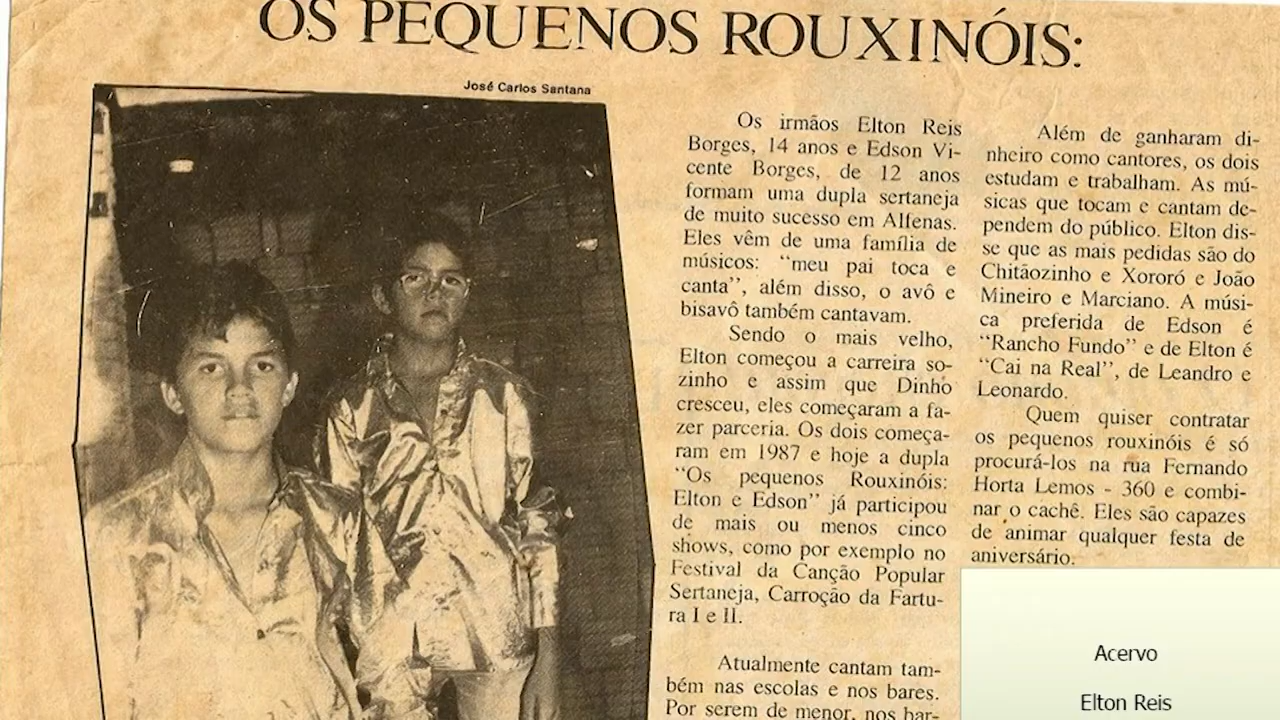 OS PEQUENOS ROUXINÓIS:
José Carlos Santana
Os irmãos Elton Reis
Borges, 14 anos e Edson Vi-
cente Borges, de 12 anos
formam uma dupla sertaneja
de muito sucesso em Alfenas.
Eles vêm de uma família de
músicos: “meu pai toca e
canta”, além disso, o avô e
bisavô também cantavam.
Sendo o mais velho,
Elton começou a carreira so-
zinho e assim que Dinho
cresceu, eles começaram a fa-
zer parceria. Os dois começa-
ram em 1987 e hoje a dupla
“Os pequenos Rouxinóis:
Elton e Edson” já participou
de mais ou menos cinco
shows, como por exemplo no
Festival da Canção Popular
Sertaneja, Carroção da Fartu-
ra I e II.
Atualmente cantam tam-
bém nas escolas e nos bares.
Por serem de menor, nos bar-
Além de ganharam di-
nheiro como cantores, os dois
estudam e trabalham. As mú-
sicas que tocam e cantam de-
pendem do público. Elton dis-
se que as mais pedidas são do
Chitãozinho e Xororó e João
Mineiro e Marciano. A músi-
ca preferida de Edson é
“Rancho Fundo” e de Elton é
“Cai na Real”, de Leandro e
Leonardo.
Quem quiser contratar
os pequenos rouxinóis é só
procurá-los na rua Fernando
Horta Lemos - 360 e combi-
nar o cachê. Eles são capazes
de animar qualquer festa de
aniversário.
Acervo
Elton Reis